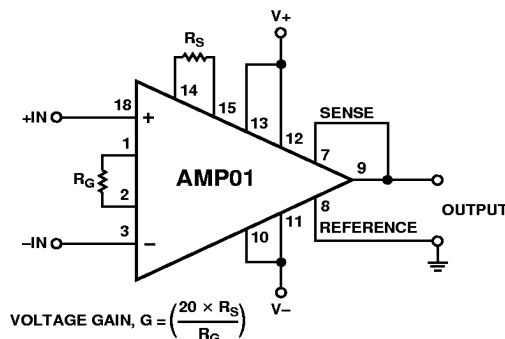 V+
RS
14
15
13
12
SENSE
18
+IN
+
1
7
9
RG
AMP01
2
8
OUTPUT
11
REFERENCE
3
10
–IN
–
V–
VOLTAGE GAIN, G = (20 × RS / RG)